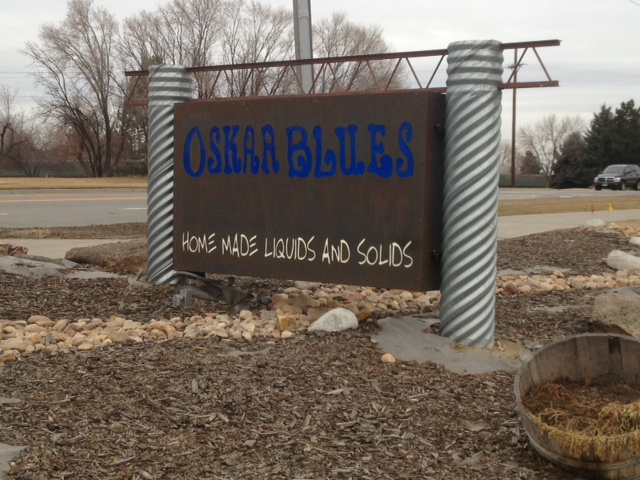 OSKAR BLUES
HOME MADE LIQUIDS AND SOLIDS